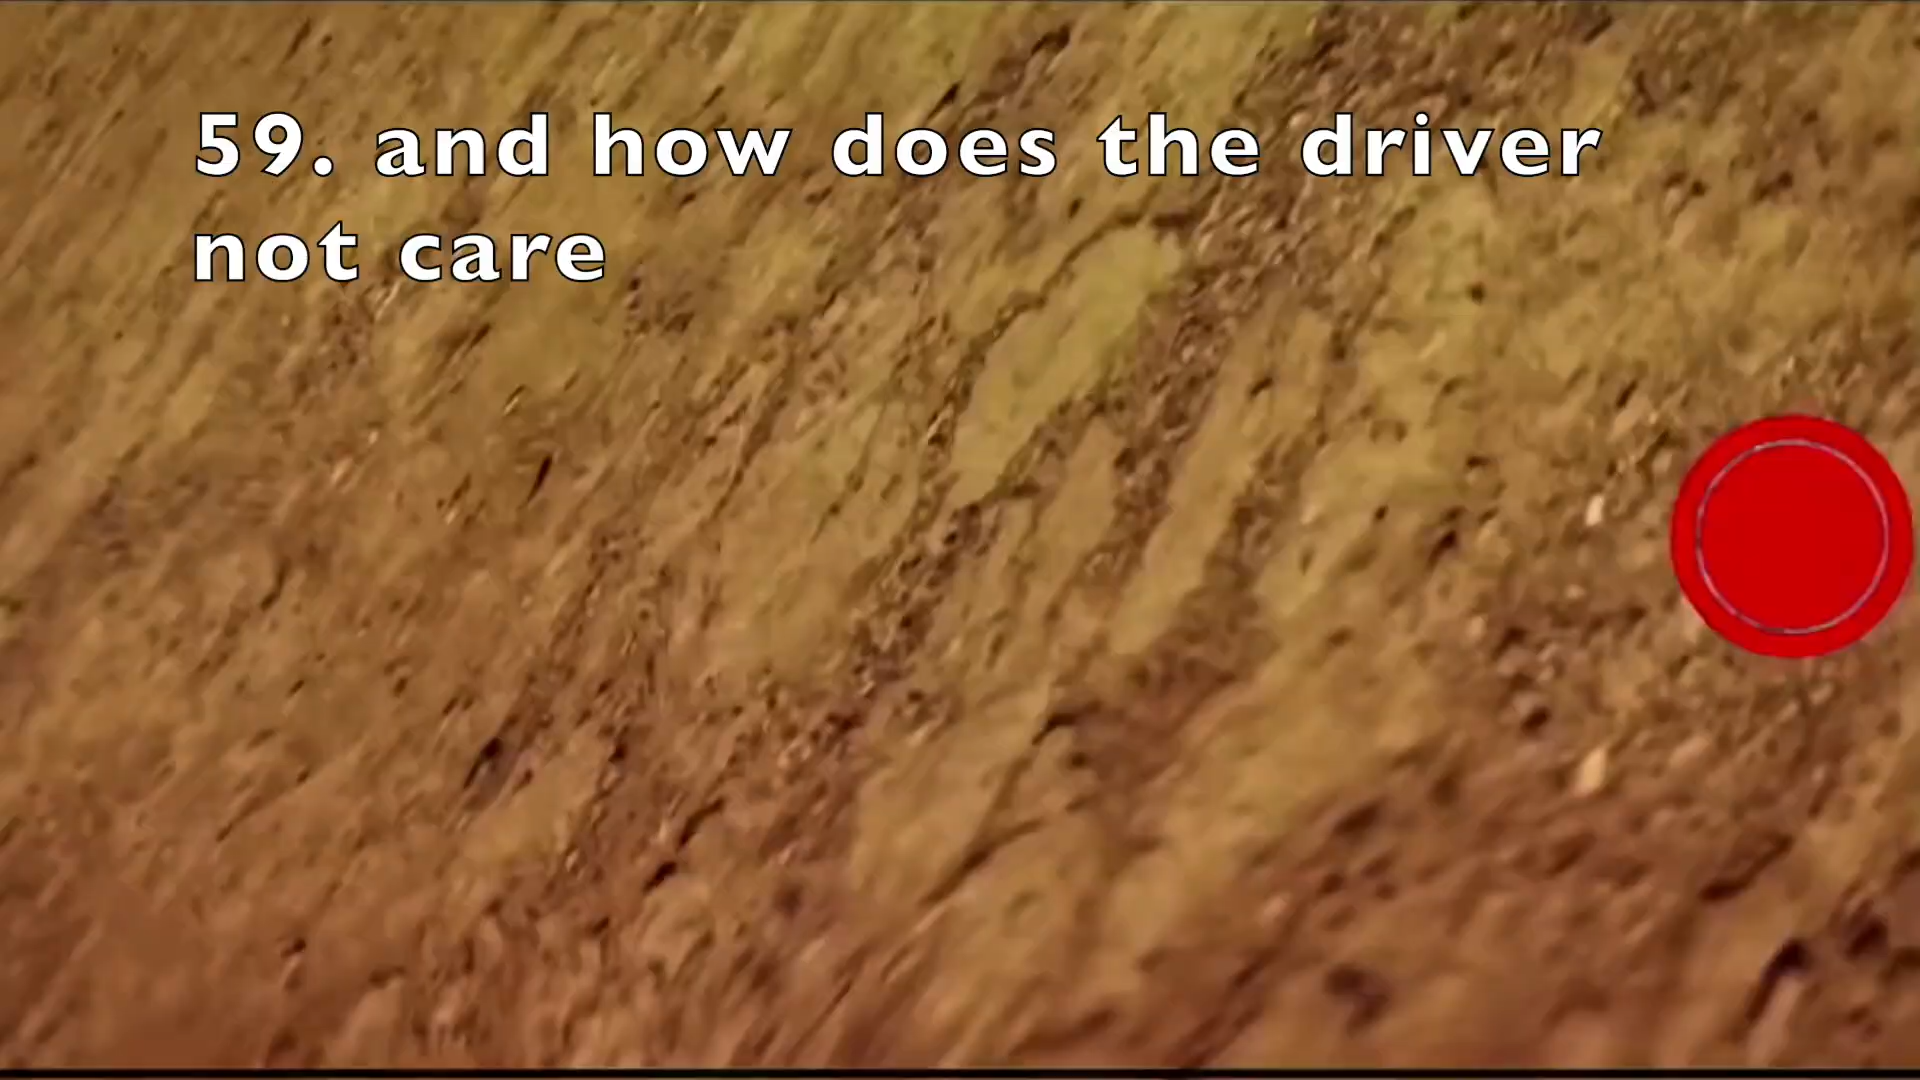 59. and how does the driver
not care